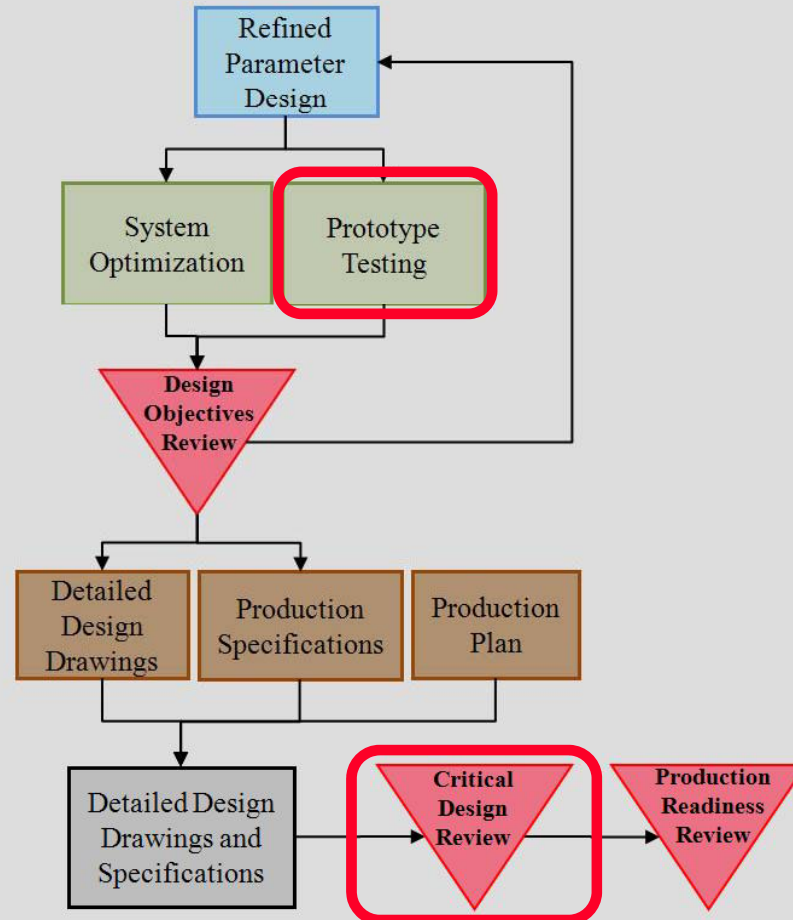 Refined
Parameter
Design
System
Optimization
Prototype
Testing
Design
Objectives
Review
Detailed
Design
Drawings
Production
Specifications
Production
Plan
Detailed Design
Drawings and
Specifications
Critical
Design
Review
Production
Readiness
Review